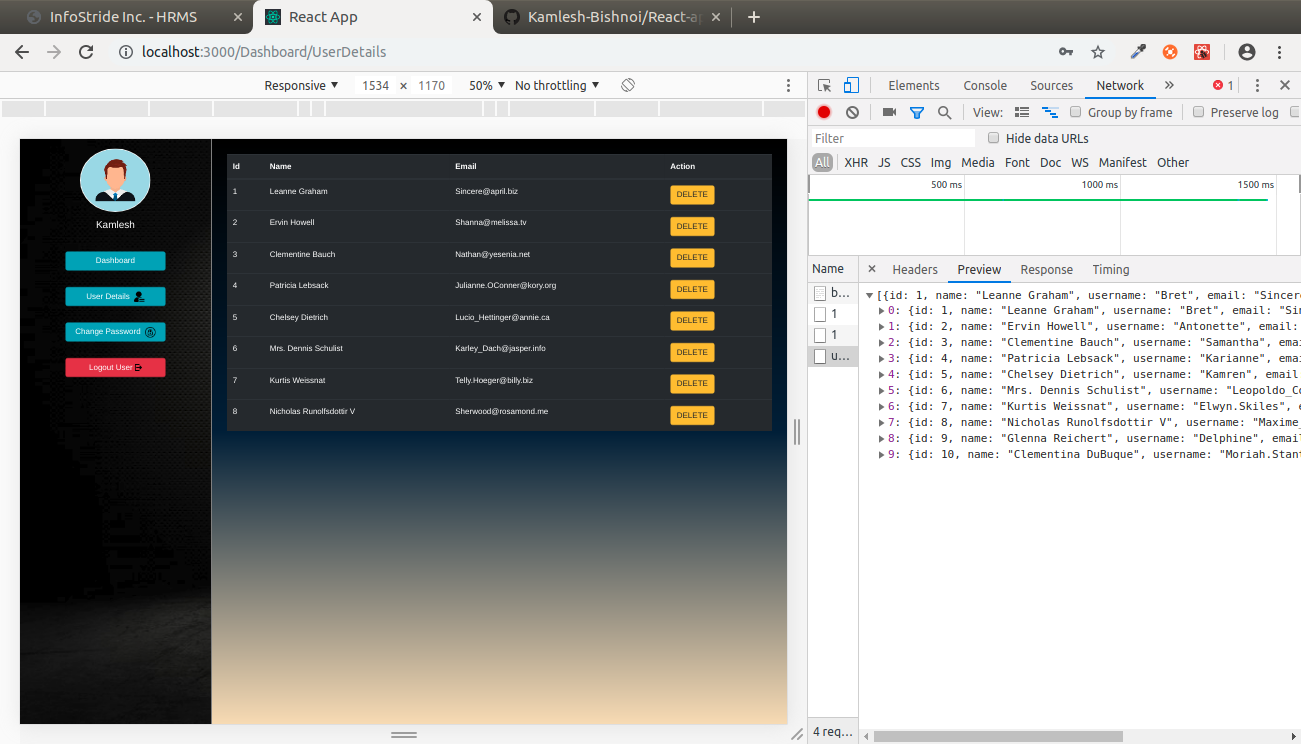 InfoStride Inc. - HRMS
React App
Kamlesh-Bishnoi/React-a
localhost:3000/Dashboard/UserDetails
Responsive 1534 × 1170 50% No throttling
Elements Console Sources Network » 1
View: Group by frame Preserve log
Filter Hide data URLs
All XHR JS CSS Img Media Font Doc WS Manifest Other
500 ms 1000 ms 1500 ms
Name
b...
1
1
u...
4 req...
× Headers Preview Response Timing
[{id: 1, name: "Leanne Graham", username: "Bret", email: "Sincere
0: {id: 1, name: "Leanne Graham", username: "Bret", email: "Sin
1: {id: 2, name: "Ervin Howell", username: "Antonette", email:
2: {id: 3, name: "Clementine Bauch", username: "Samantha",
3: {id: 4, name: "Patricia Lebsack", username: "Karianne",
4: {id: 5, name: "Chelsey Dietrich", username: "Kamren", email
5: {id: 6, name: "Mrs. Dennis Schulist", username: "Leopoldo_Co
6: {id: 7, name: "Kurtis Weissnat", username: "Elwyn.Skiles", e
7: {id: 8, name: "Nicholas Runolfsdottir V", username: "Maxime_
8: {id: 9, name: "Glenna Reichert", username: "Delphine", emai
9: {id: 10, name: "Clementina DuBuque", username: "Moriah.Stant
Kamlesh
Dashboard
User Details
Change Password
Logout User
Id Name Email Action
1 Leanne Graham Sincere@april.biz DELETE
2 Ervin Howell Shanna@melissa.tv DELETE
3 Clementine Bauch Nathan@yesenia.net DELETE
4 Patricia Lebsack Julianne.OConner@kory.org DELETE
5 Chelsey Dietrich Lucio_Hettinger@annie.ca DELETE
6 Mrs. Dennis Schulist Karley_Dach@jasper.info DELETE
7 Kurtis Weissnat Telly.Hoeger@billy.biz DELETE
8 Nicholas Runolfsdottir V Sherwood@rosamond.me DELETE